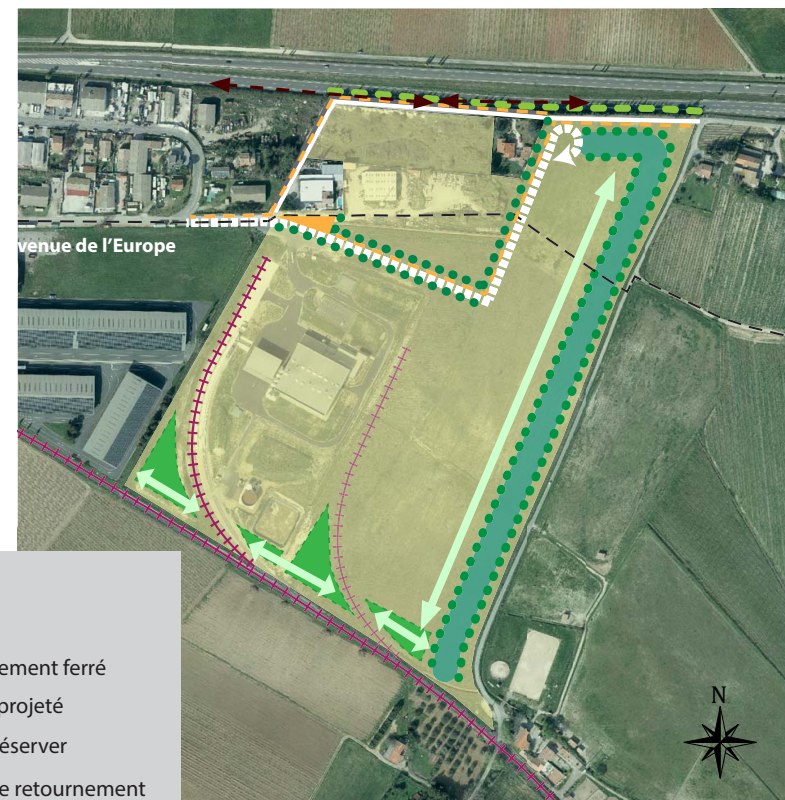 venue de l'Europe
ement ferré
projeté
éserver
e retournement
N